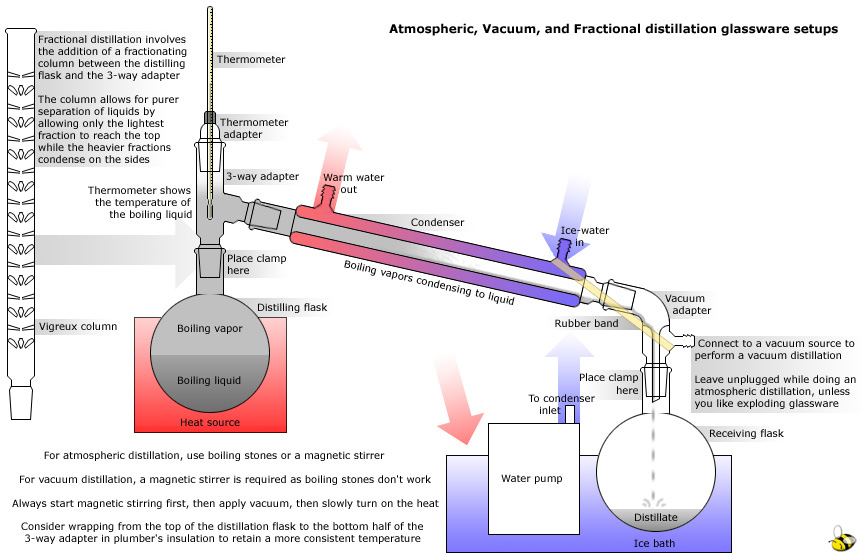 Atmospheric, Vacuum, and Fractional distillation glassware setups
Fractional distillation involves
the addition of a fractionating
column between the distilling
flask and the 3-way adapter
The column allows for purer
separation of liquids by
allowing only the lightest
fraction to reach the top
while the heavier fractions
condense on the sides
Thermometer
Thermometer
adapter
3-way adapter
Thermometer shows
the temperature of
the boiling liquid
Warm water
out
Condenser
Ice-water
in
Place clamp
here
Boiling vapors condensing to liquid
Distilling flask
Vigreux column
Boiling vapor
Boiling liquid
Heat source
Vacuum
adapter
Rubber band
Connect to a vacuum source to
perform a vacuum distillation
Leave unplugged while doing an
atmospheric distillation, unless
you like exploding glassware
Place clamp
here
To condenser
inlet
Receiving flask
Water pump
Distillate
Ice bath
For atmospheric distillation, use boiling stones or a magnetic stirrer
For vacuum distillation, a magnetic stirrer is required as boiling stones don't work
Always start magnetic stirring first, then apply vacuum, then slowly turn on the heat
Consider wrapping from the top of the distillation flask to the bottom half of the
3-way adapter in plumber's insulation to retain a more consistent temperature